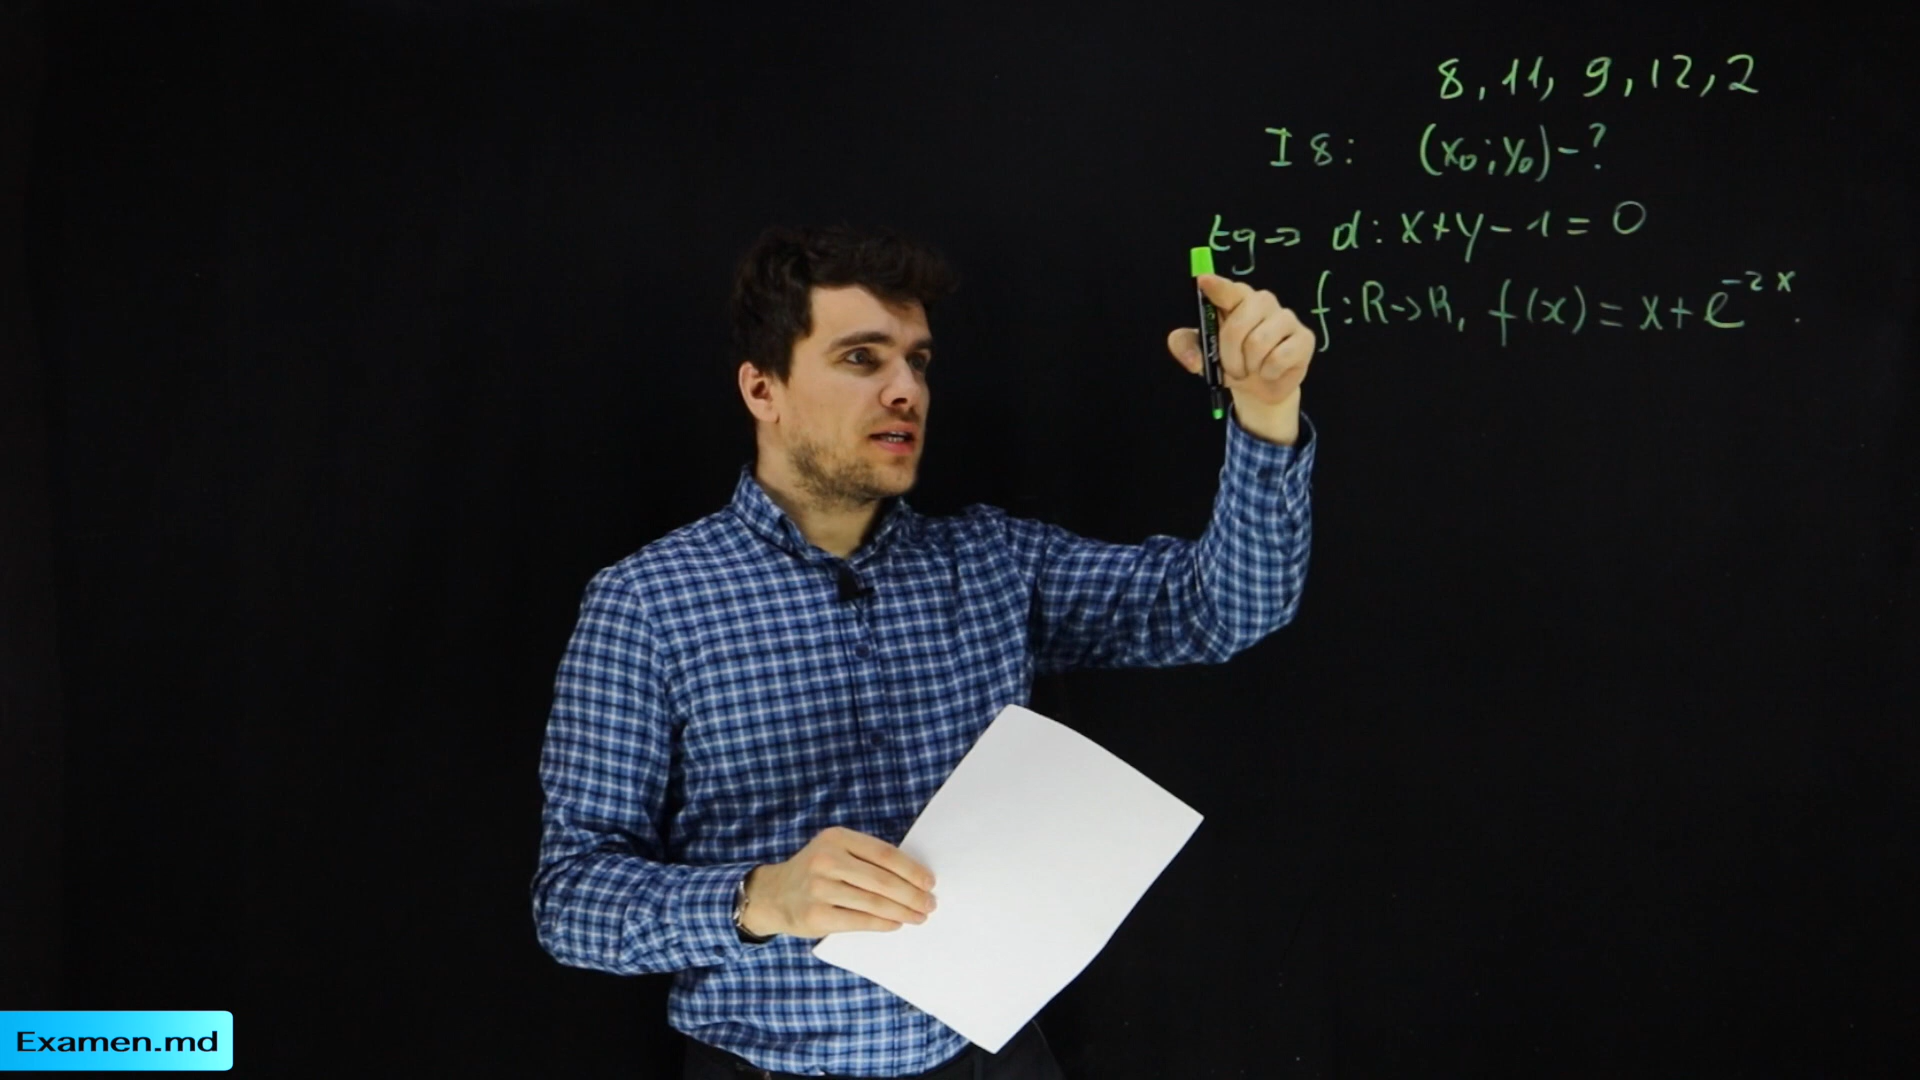 8, 11, 9, 12, 2
I 8: (x₀; y₀) - ?
tg → d: x + y - 1 = 0
f: R → R, f(x) = x + e⁻²ˣ.
Examen.md